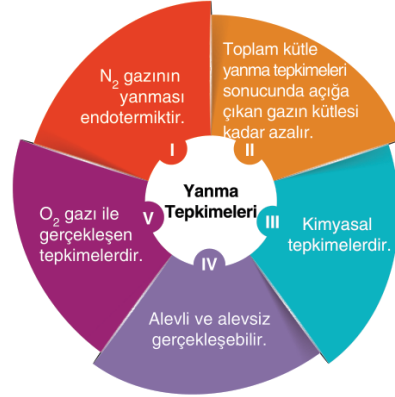 N₂ gazının
yanması
endotermiktir.
I
Toplam kütle
yanma tepkimeleri
sonucunda açığa
çıkan gazın kütlesi
kadar azalır.
II
Yanma
Tepkimeleri
III
Kimyasal
tepkimelerdir.
IV
Alevli ve alevsiz
gerçekleşebilir.
V
O₂ gazı ile
gerçekleşen
tepkimelerdir.